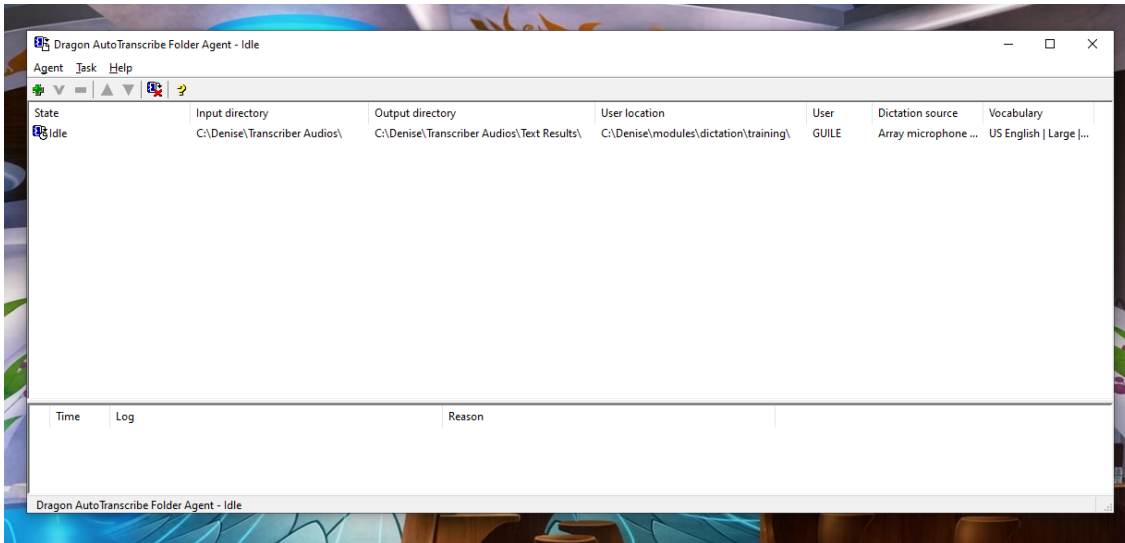 Dragon AutoTranscribe Folder Agent - Idle
Agent Task Help
State Input directory Output directory User location User Dictation source Vocabulary
Idle C:\Denise\Transcriber Audios\ C:\Denise\Transcriber Audios\Text Results\ C:\Denise\modules\dictation\training\ GUILE Array microphone ... US English | Large |...
Time Log Reason
Dragon AutoTranscribe Folder Agent - Idle